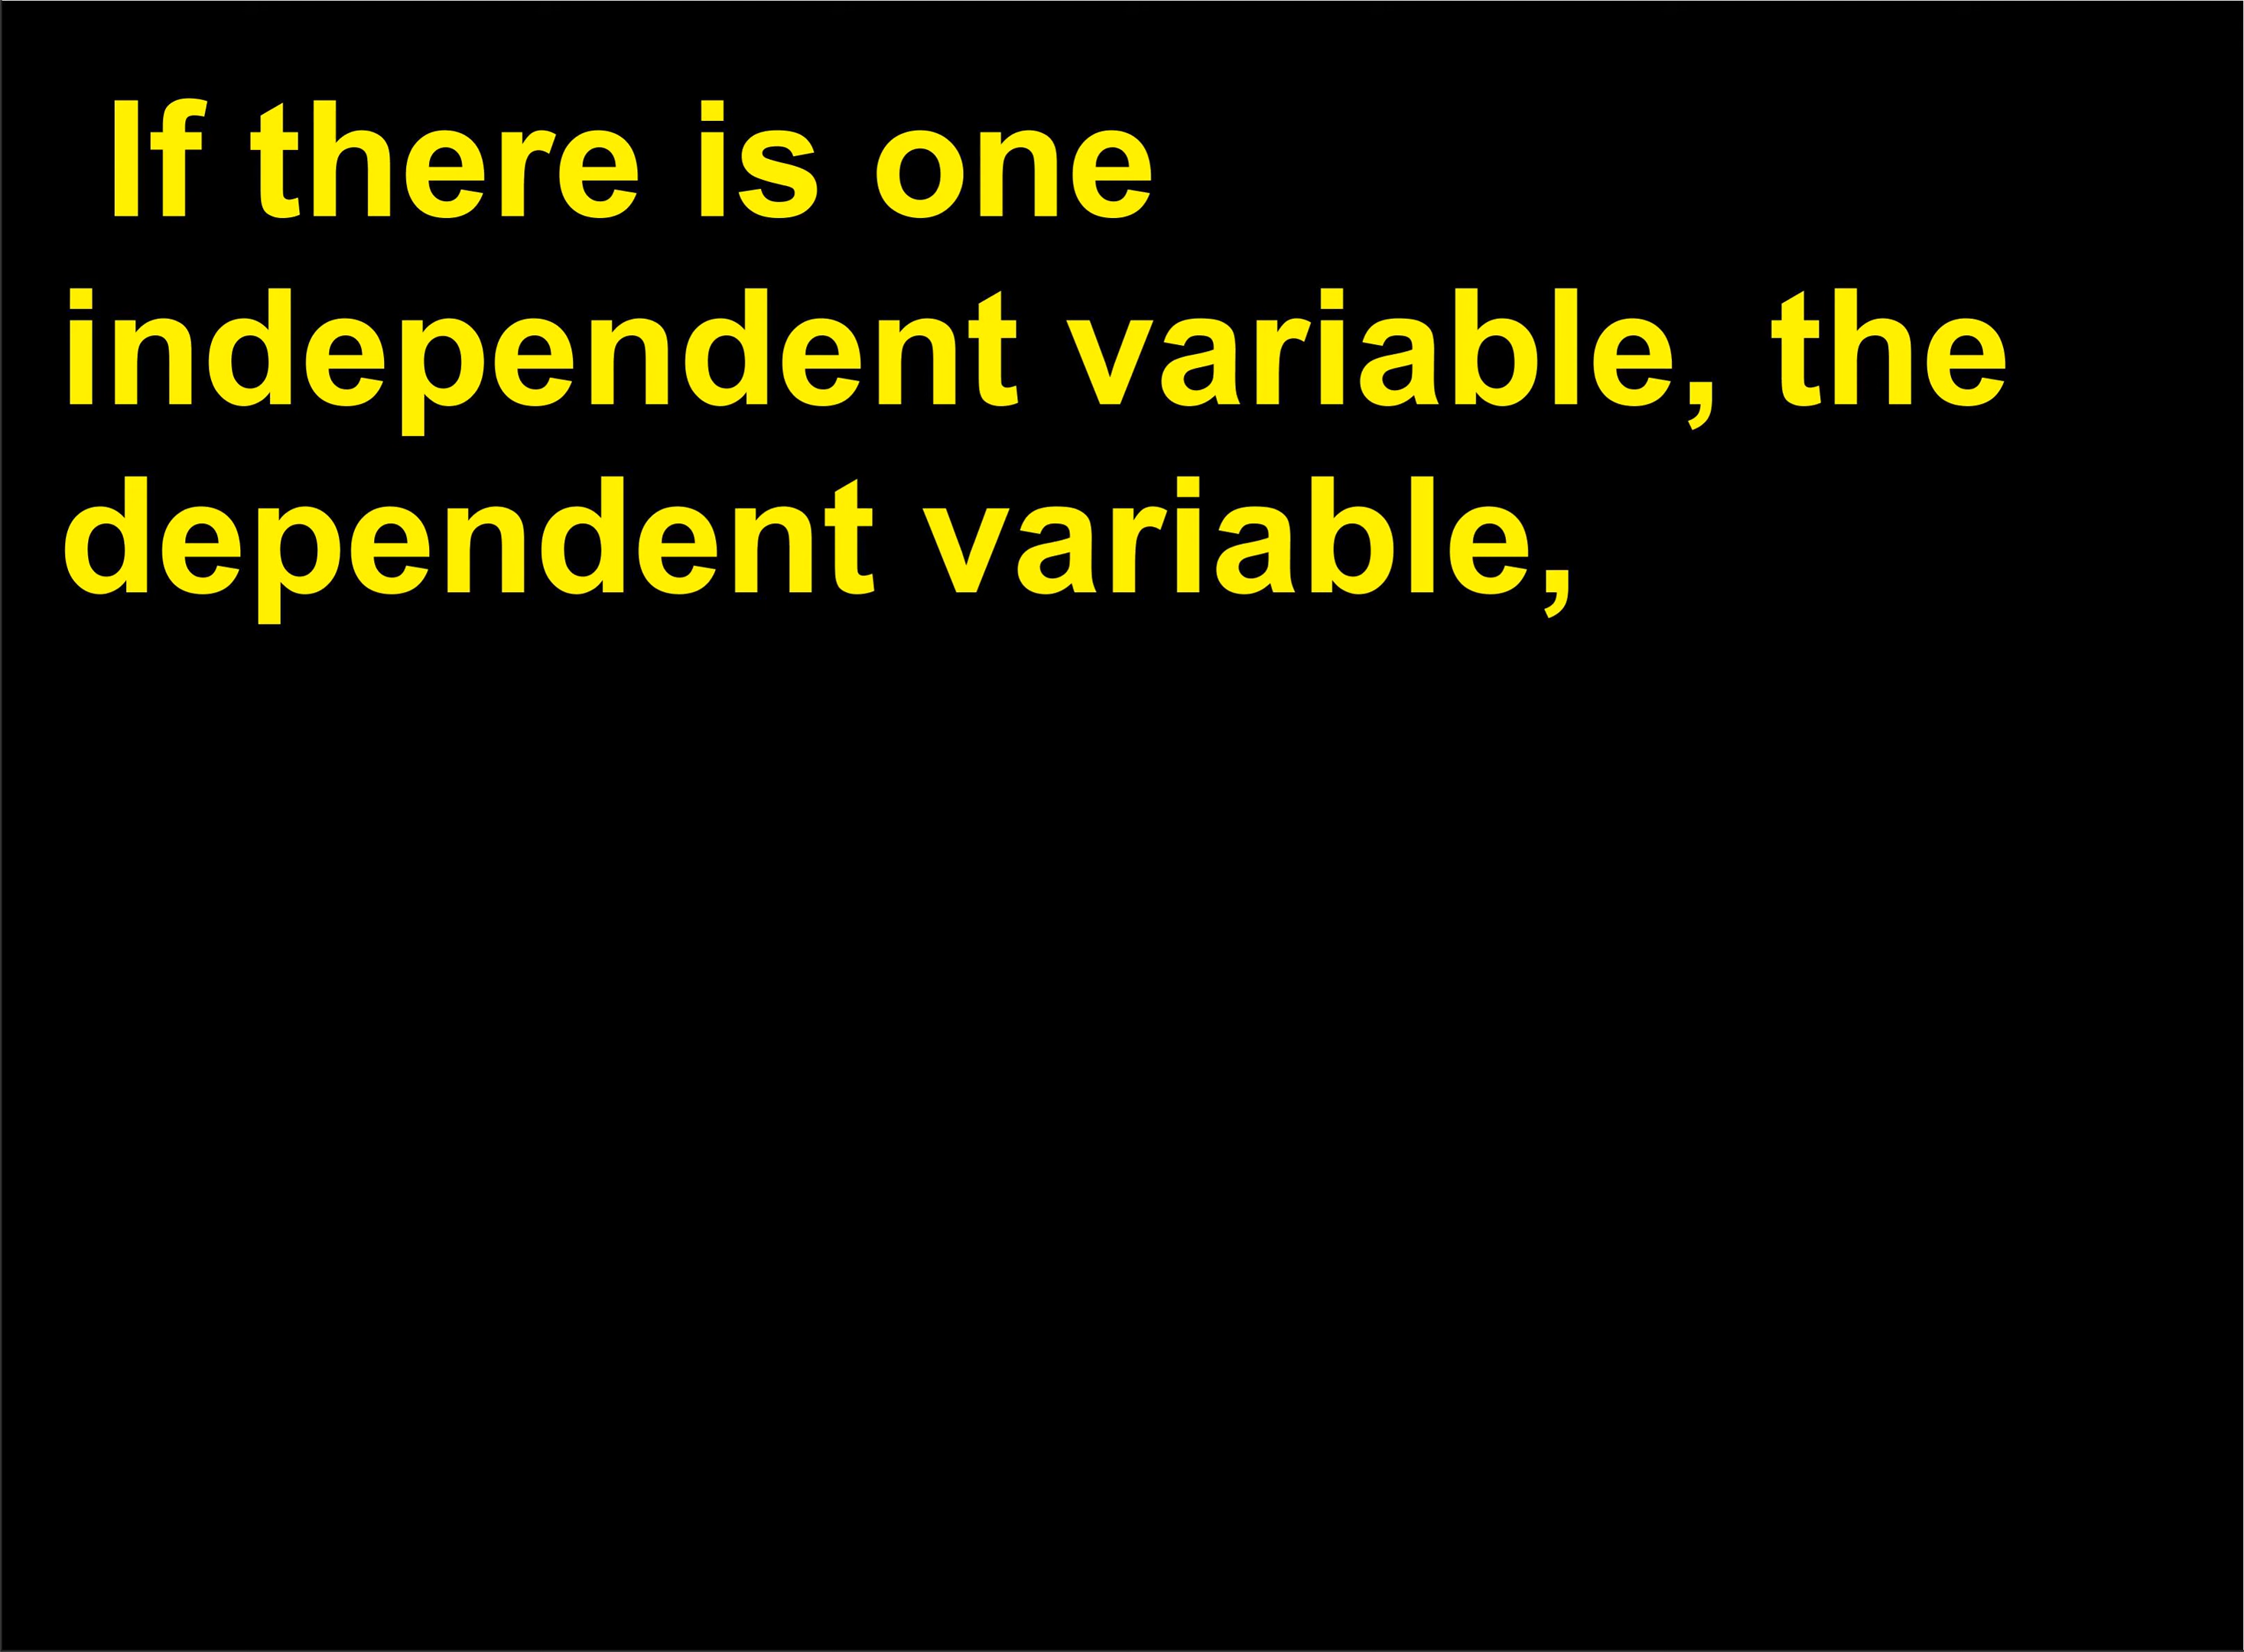 If there is one
independent variable, the
dependent variable,